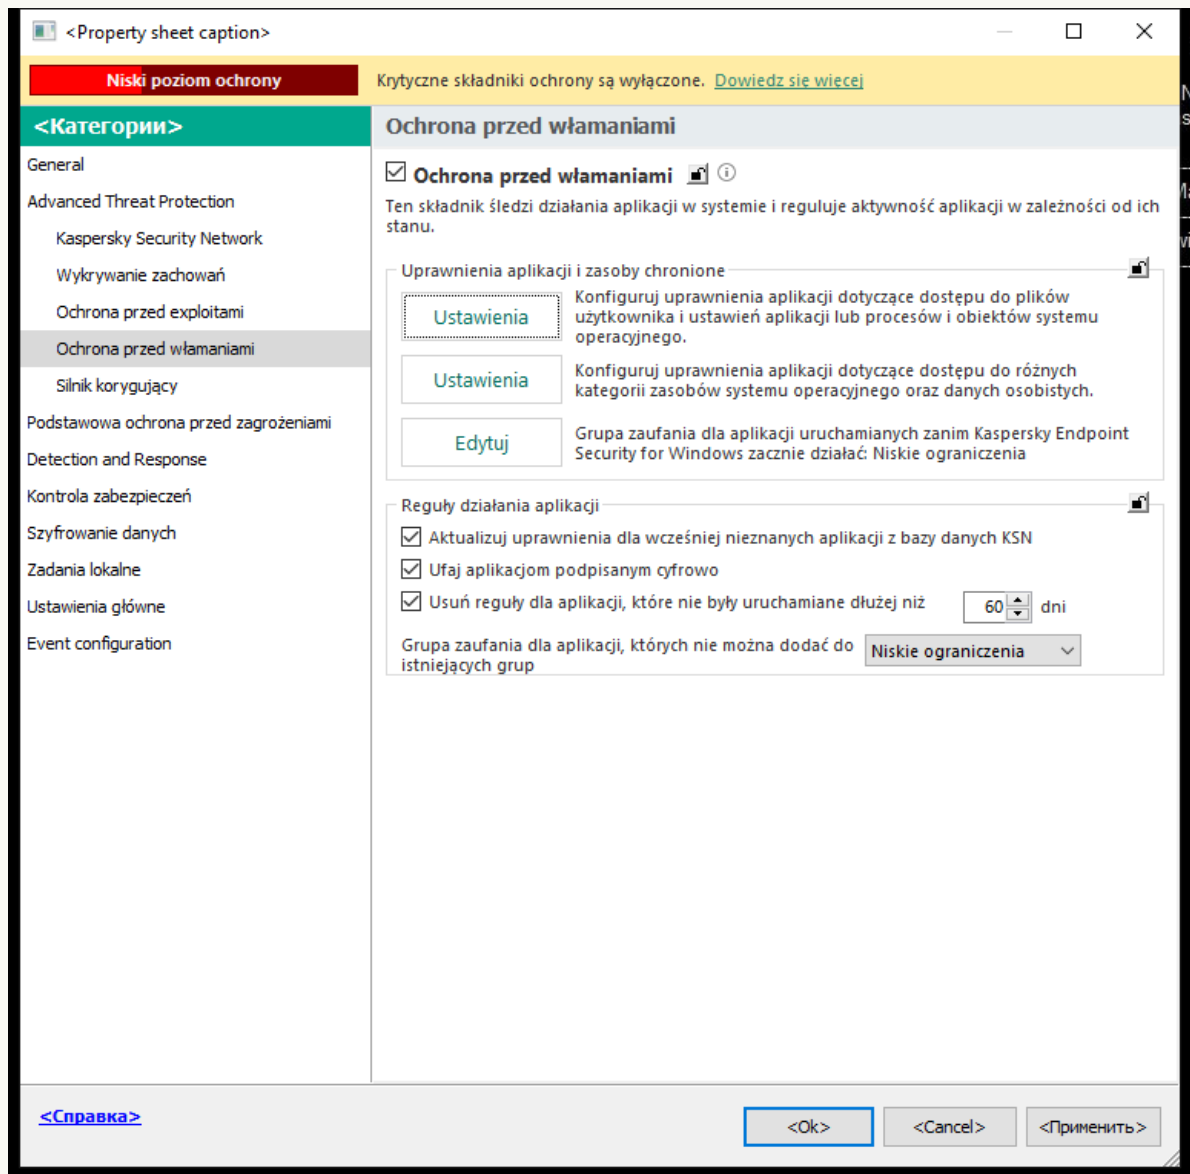 <Property sheet caption>
Niski poziom ochrony
Krytyczne składniki ochrony są wyłączone. Dowiedz się więcej
<Категории>
General
Advanced Threat Protection
Kaspersky Security Network
Wykrywanie zachowań
Ochrona przed exploitami
Ochrona przed włamaniami
Silnik korygujący
Podstawowa ochrona przed zagrożeniami
Detection and Response
Kontrola zabezpieczeń
Szyfrowanie danych
Zadania lokalne
Ustawienia główne
Event configuration
Ochrona przed włamaniami
Ochrona przed włamaniami
Ten składnik śledzi działania aplikacji w systemie i reguluje aktywność aplikacji w zależności od ich
stanu.
Uprawnienia aplikacji i zasoby chronione
Ustawienia
Konfiguruj uprawnienia aplikacji dotyczące dostępu do plików
użytkownika i ustawień aplikacji lub procesów i obiektów systemu
operacyjnego.
Ustawienia
Konfiguruj uprawnienia aplikacji dotyczące dostępu do różnych
kategorii zasobów systemu operacyjnego oraz danych osobistych.
Edytuj
Grupa zaufania dla aplikacji uruchamianych zanim Kaspersky Endpoint
Security for Windows zacznie działać: Niskie ograniczenia
Reguły działania aplikacji
Aktualizuj uprawnienia dla wcześniej nieznanych aplikacji z bazy danych KSN
Ufaj aplikacjom podpisanym cyfrowo
Usuń reguły dla aplikacji, które nie były uruchamiane dłużej niż 60 dni
Grupa zaufania dla aplikacji, których nie można dodać do
istniejących grup
Niskie ograniczenia
<Справка>
<Ok>
<Cancel>
<Применить>